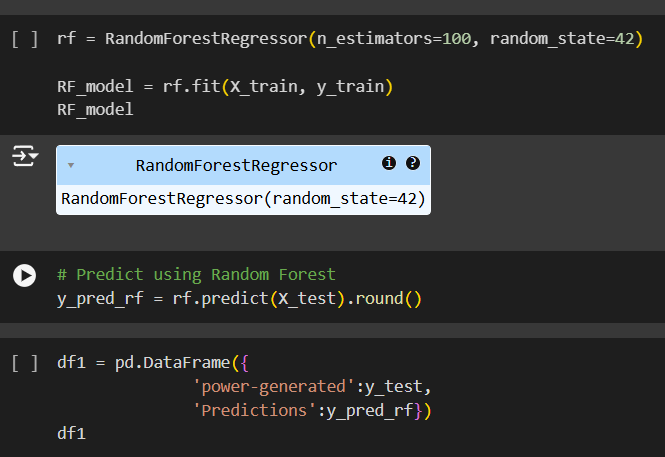 [ ] rf = RandomForestRegressor(n_estimators=100, random_state=42)
RF_model = rf.fit(X_train, y_train)
RF_model
RandomForestRegressor i ?
RandomForestRegressor(random_state=42)
# Predict using Random Forest
y_pred_rf = rf.predict(X_test).round()
[ ] df1 = pd.DataFrame({
'power-generated':y_test,
'Predictions':y_pred_rf})
df1